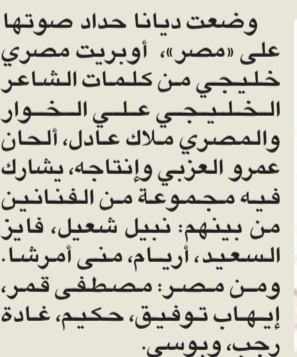 وضعت ديانا حداد صوتها
على «مصر»، أوبريت مصري
خليجي من كلمات الشاعر
الخليجي علي الخوار
والمصري ملاك عادل، ألحان
عمرو العزبي وإنتاجه، يشارك
فيه مجموعة من الفنانين
من بينهم: نبيل شعيل، فايز
السعيد، أريام، منى أمرشا.
ومن مصر: مصطفى قمر،
إيهاب توفيق، حكيم، غادة
رجب، وبوسي.